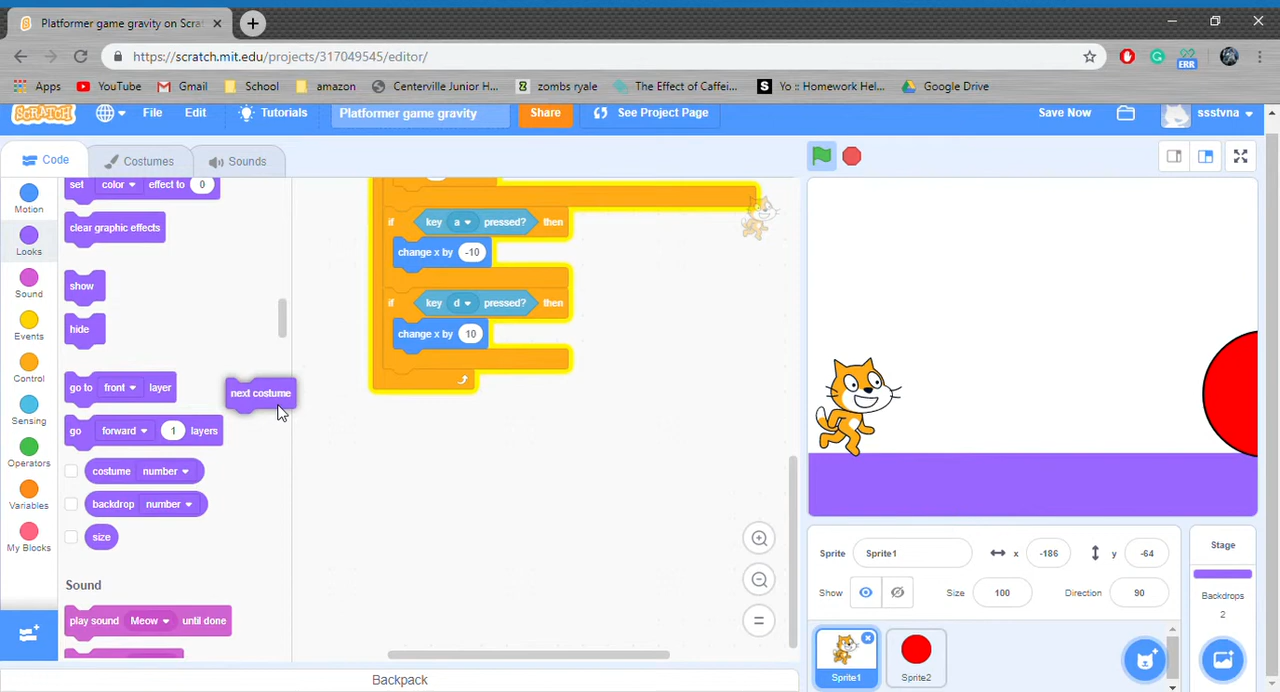 Platformer game gravity on Scra
https://scratch.mit.edu/projects/317049545/editor/
ERR
Apps YouTube Gmail School amazon Centerville Junior H... zombs ryale The Effect of Caffei... Yo :: Homework Hel... Google Drive
SCRATCH File Edit Tutorials Platformer game gravity Share See Project Page Save Now ssstvna
Code Costumes Sounds
Motion
Looks
Sound
Events
Control
Sensing
Operators
Variables
My Blocks
set color effect to 0
clear graphic effects
show
hide
go to front layer
go forward 1 layers
costume number
backdrop number
size
Sound
play sound Meow until done
next costume
if key a pressed? then
change x by -10
if key d pressed? then
change x by 10
Backpack
Sprite Sprite1 x -186 y -64
Show Size 100 Direction 90
Sprite1
Sprite2
Stage
Backdrops
2